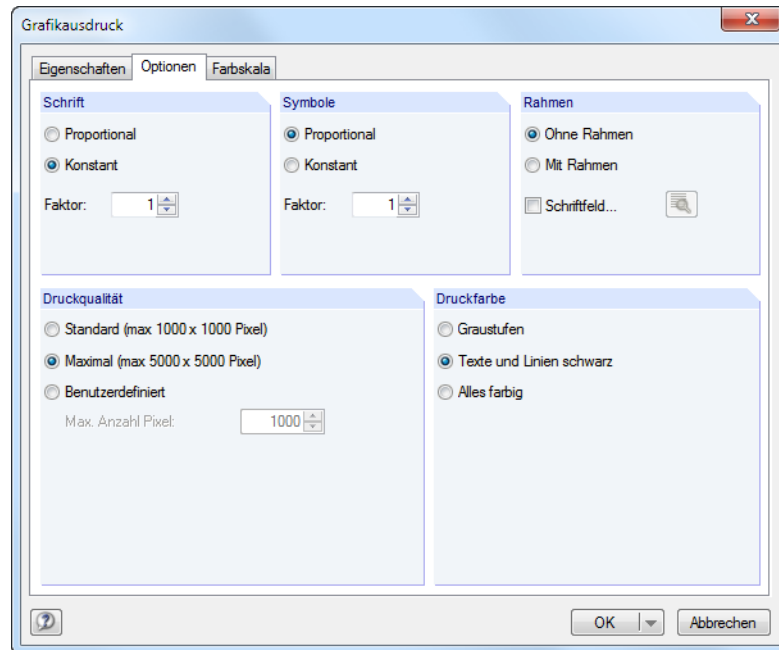 Grafikausdruck
Eigenschaften Optionen Farbskala
Schrift
Proportional
Konstant
Faktor: 1
Symbole
Proportional
Konstant
Faktor: 1
Rahmen
Ohne Rahmen
Mit Rahmen
Schriftfeld...
Druckqualität
Standard (max 1000 x 1000 Pixel)
Maximal (max 5000 x 5000 Pixel)
Benutzerdefiniert
Max. Anzahl Pixel: 1000
Druckfarbe
Graustufen
Texte und Linien schwarz
Alles farbig
OK Abbrechen